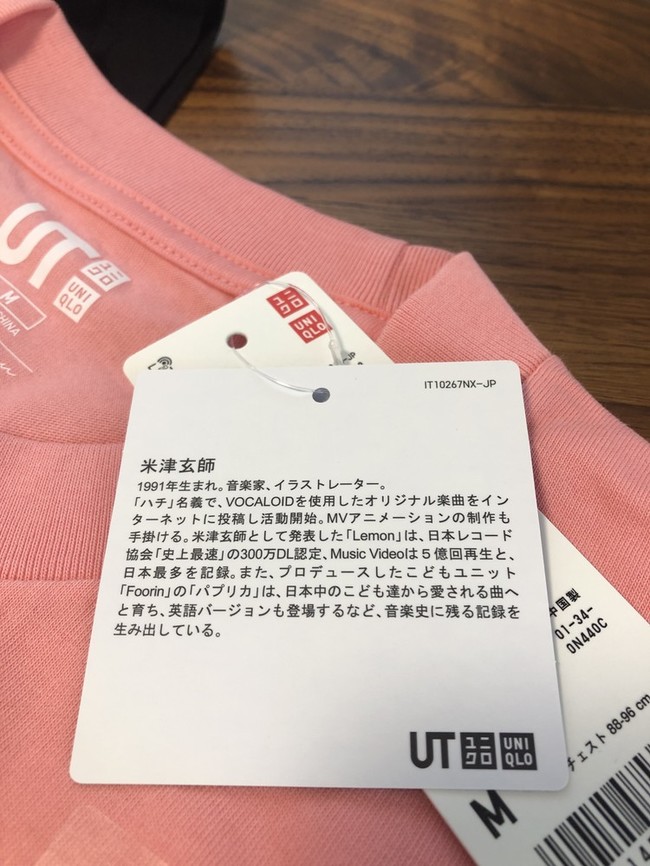 UT
ユニ
クロ
UNI
QLO
M
ユニ
クロ
UNI
QLO
IT10267NX-JP
米津玄師
1991年生まれ。音楽家、イラストレーター。
「ハチ」名義で、VOCALOIDを使用したオリジナル楽曲をイン
ターネットに投稿し活動開始。MVアニメーションの制作も
手掛ける。米津玄師として発表した「Lemon」は、日本レコード
協会「史上最速」の300万DL認定、Music Videoは5億回再生と、
日本最多を記録。また、プロデュースしたこどもユニット
「Foorin」の「パプリカ」は、日本中のこども達から愛される曲へ
と育ち、英語バージョンも登場するなど、音楽史に残る記録を
生み出している。
UT
ユニ
クロ
UNI
QLO
中国製
01-34-
0N440C
チェスト 88-96 cm
M